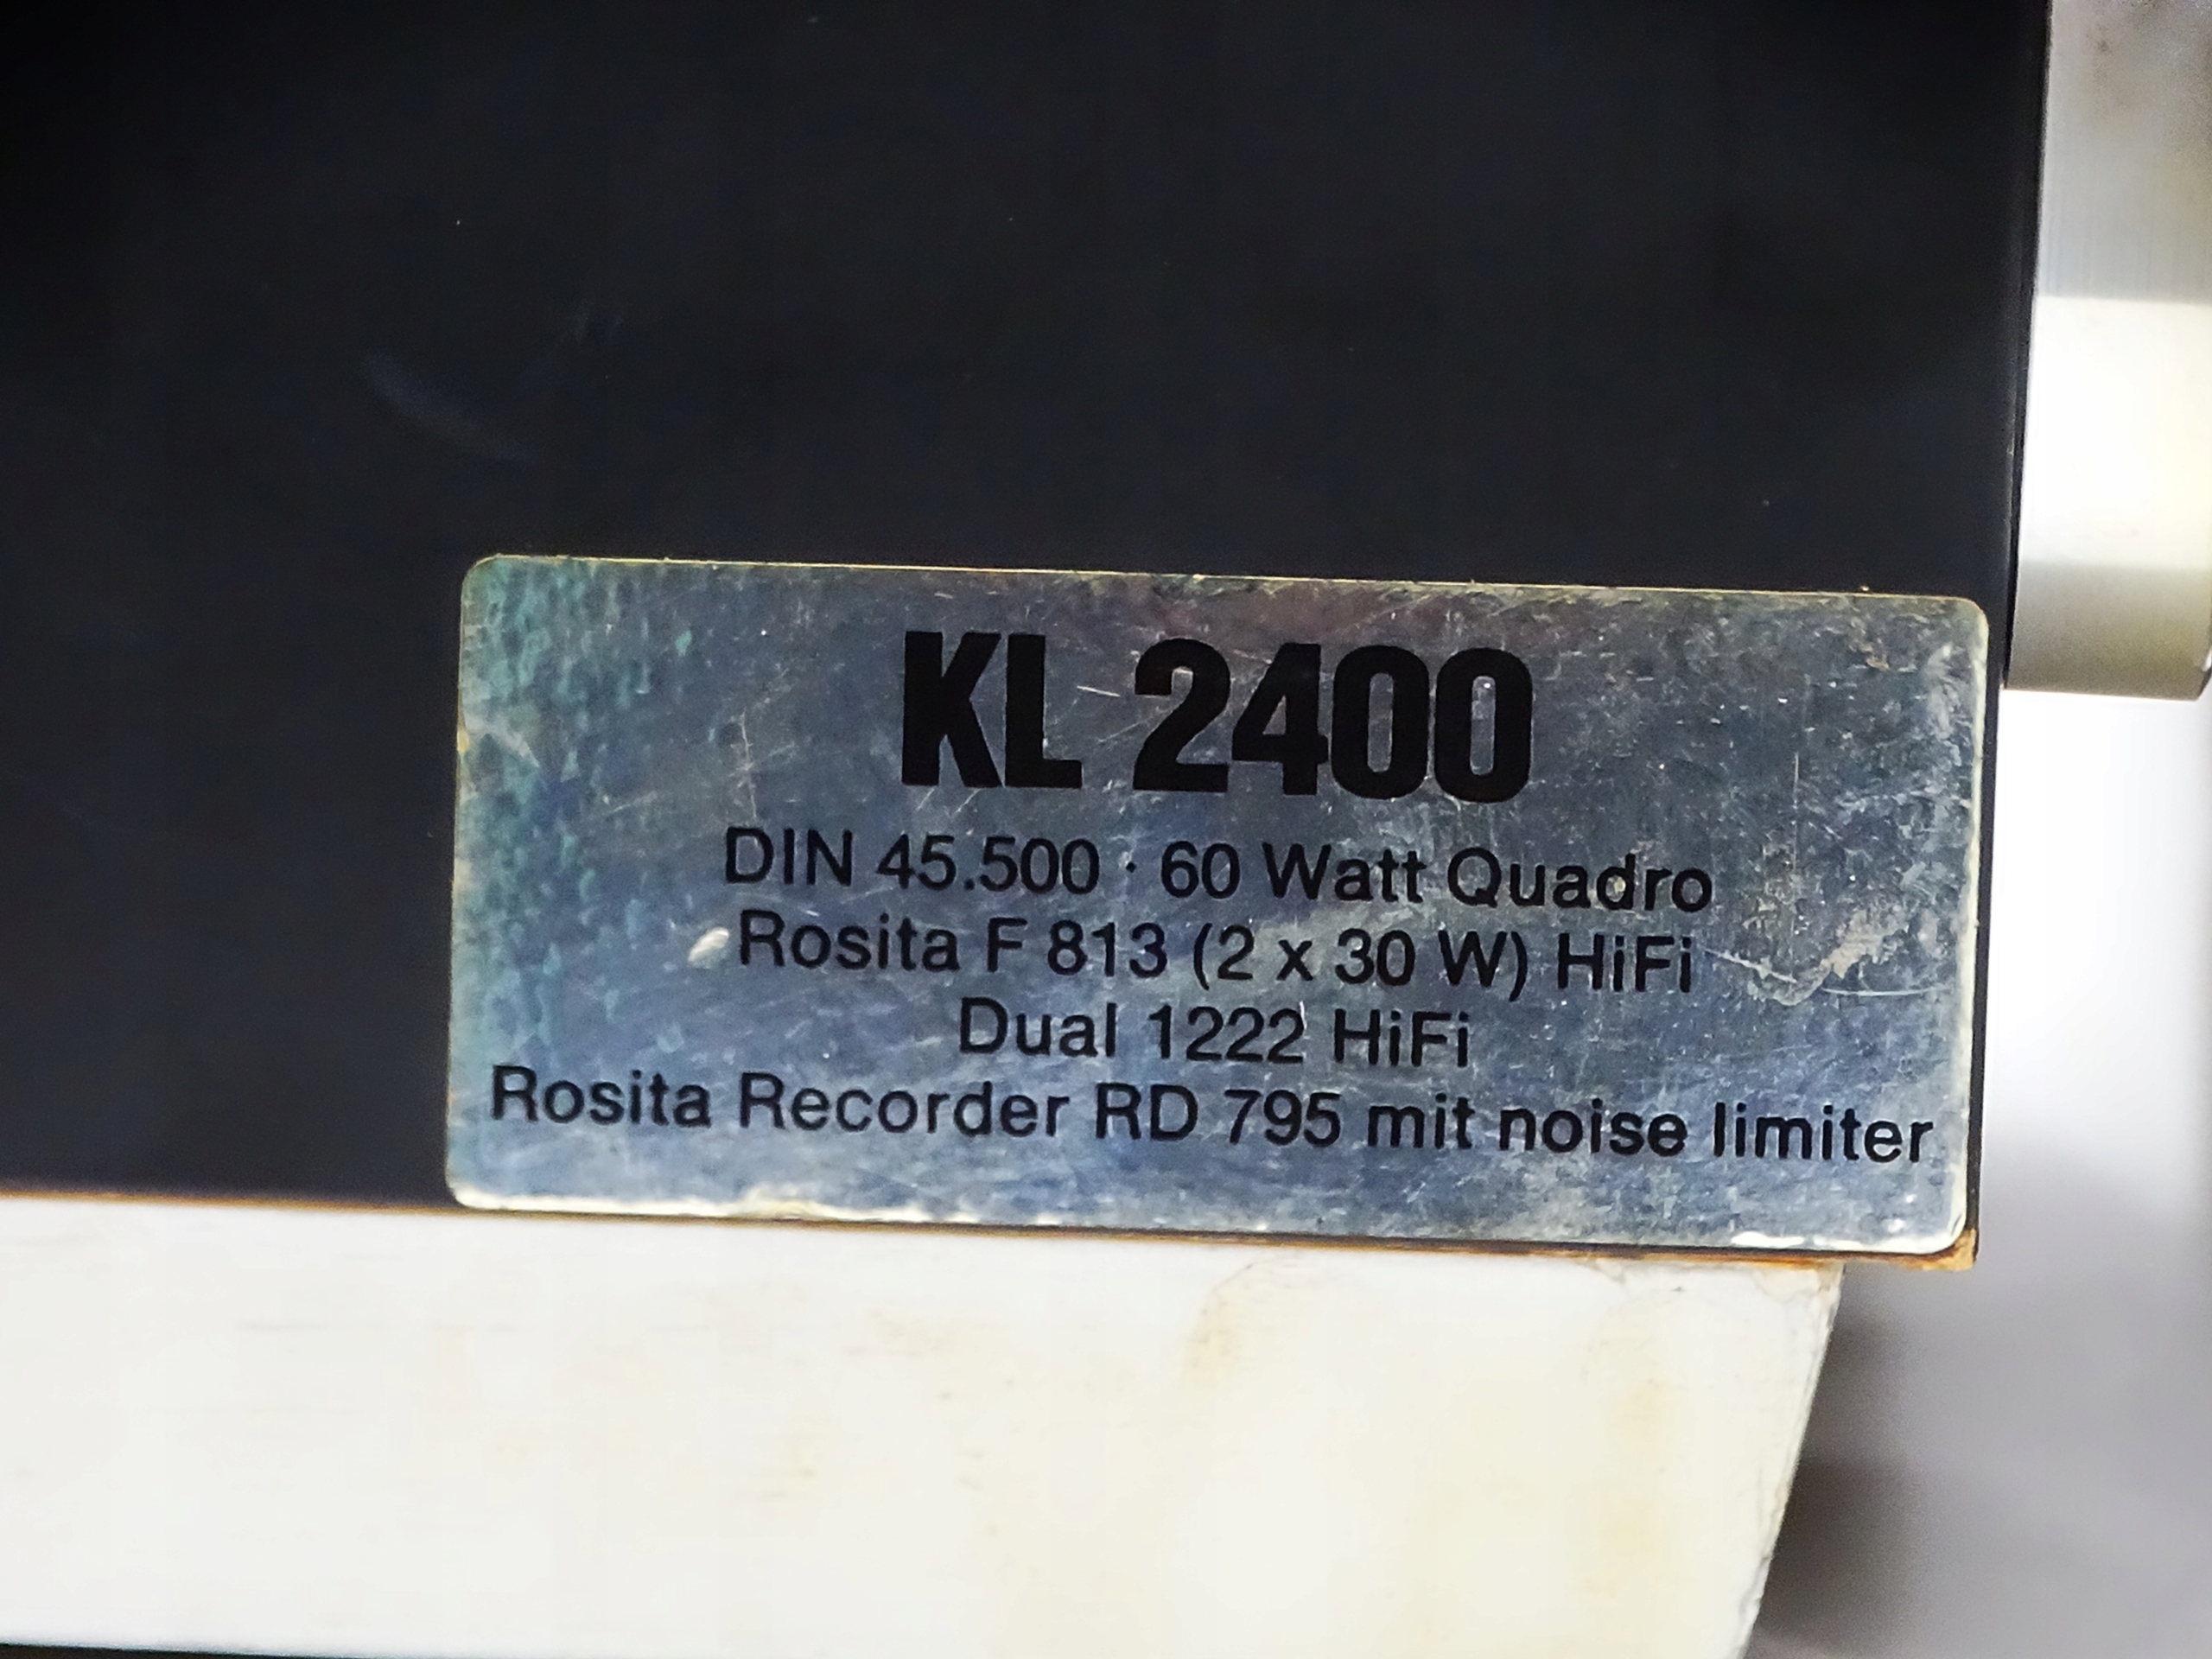 KL 2400
DIN 45.500 · 60 Watt Quadro
Rosita F 813 (2 x 30 W) HiFi
Dual 1222 HiFi
Rosita Recorder RD 795 mit noise limiter